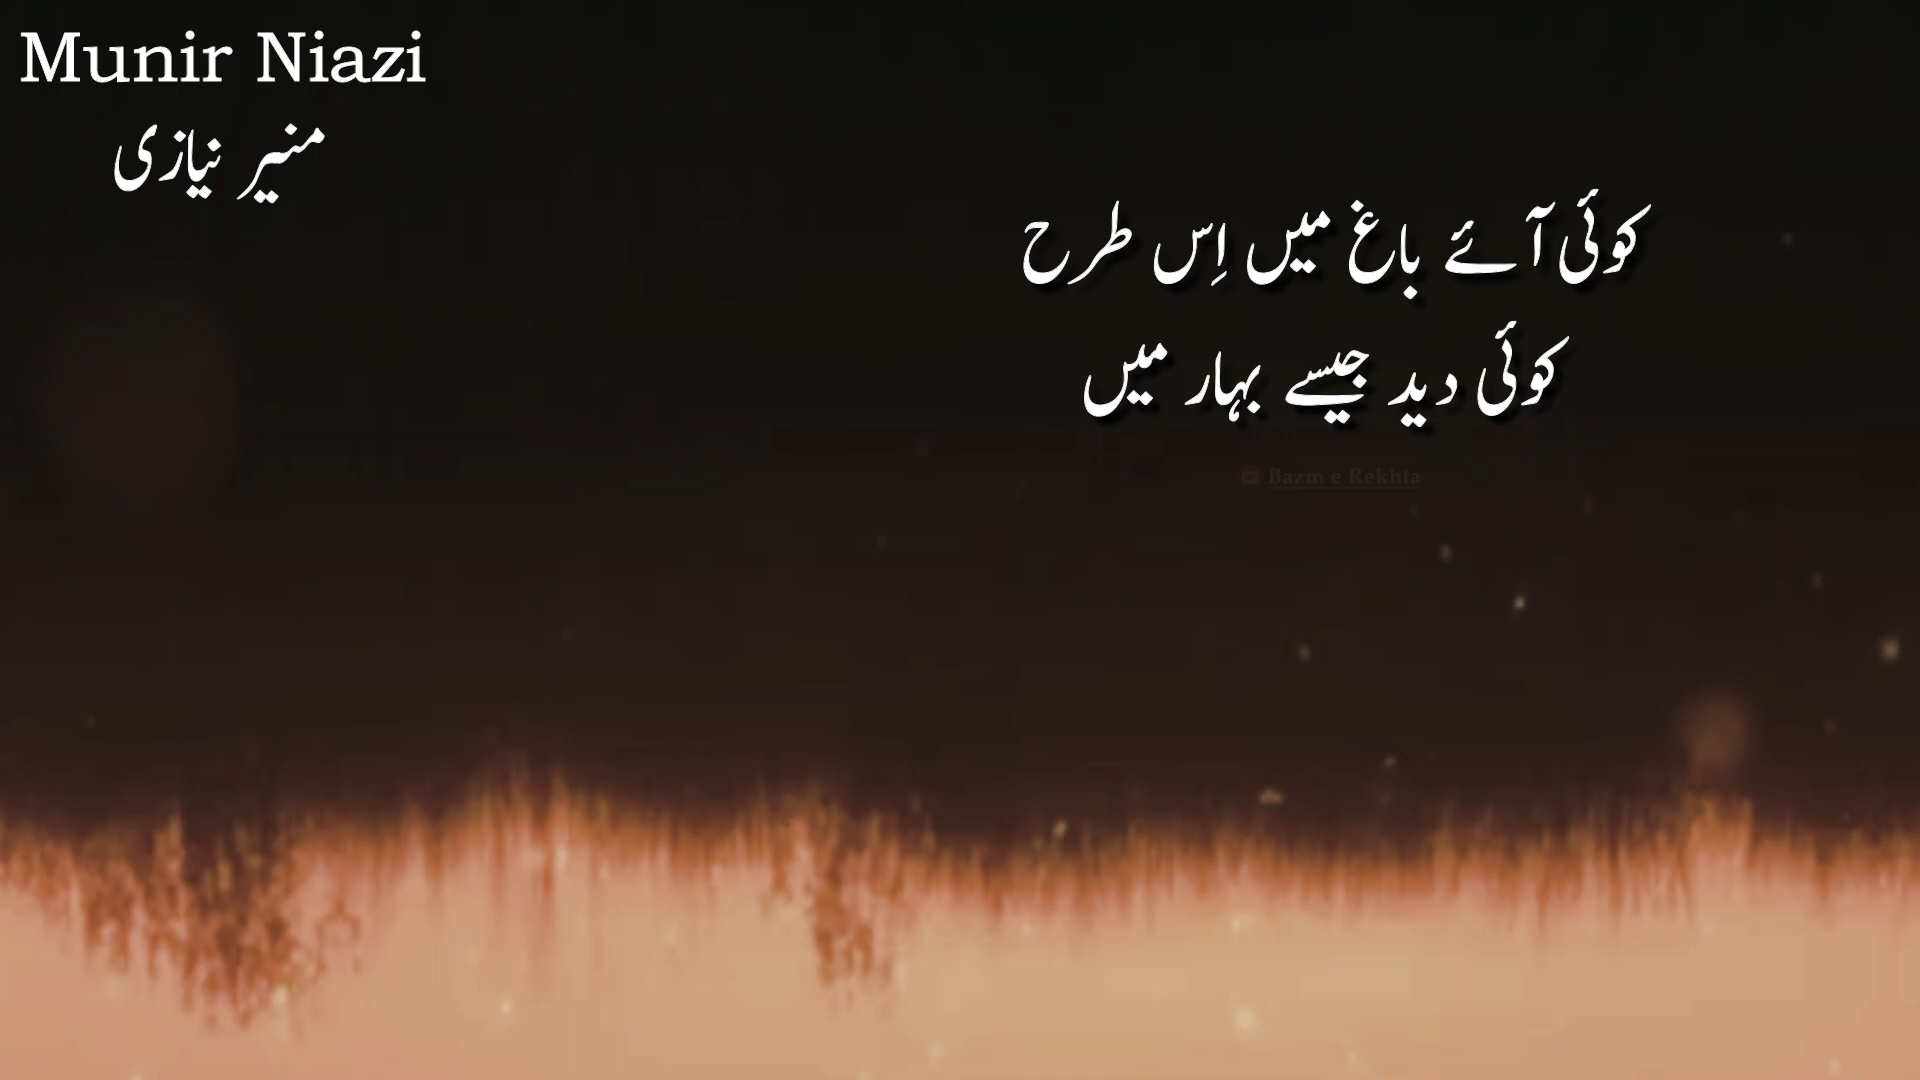 Munir Niazi
منیر نیازی
کوئی آئے باغ میں اِس طرح
کوئی دید جیسے بہار میں
Bazm e Rekhta